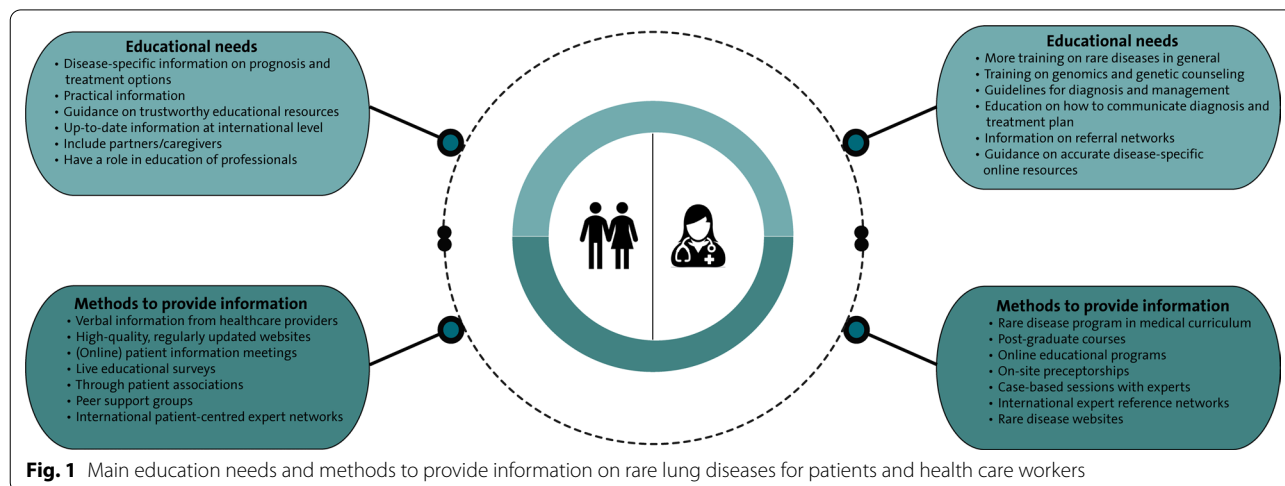 Educational needs
• Disease-specific information on prognosis and
treatment options
• Practical information
• Guidance on trustworthy educational resources
• Up-to-date information at international level
• Include partners/caregivers
• Have a role in education of professionals
Educational needs
• More training on rare diseases in general
• Training on genomics and genetic counseling
• Guidelines for diagnosis and management
• Education on how to communicate diagnosis and
treatment plan
• Information on referral networks
• Guidance on accurate disease-specific
online resources
Methods to provide information
• Verbal information from healthcare providers
• High-quality, regularly updated websites
• (Online) patient information meetings
• Live educational surveys
• Through patient associations
• Peer support groups
• International patient-centred expert networks
Methods to provide information
• Rare disease program in medical curriculum
• Post-graduate courses
• Online educational programs
• On-site preceptorships
• Case-based sessions with experts
• International expert reference networks
• Rare disease websites
Fig. 1 Main education needs and methods to provide information on rare lung diseases for patients and health care workers